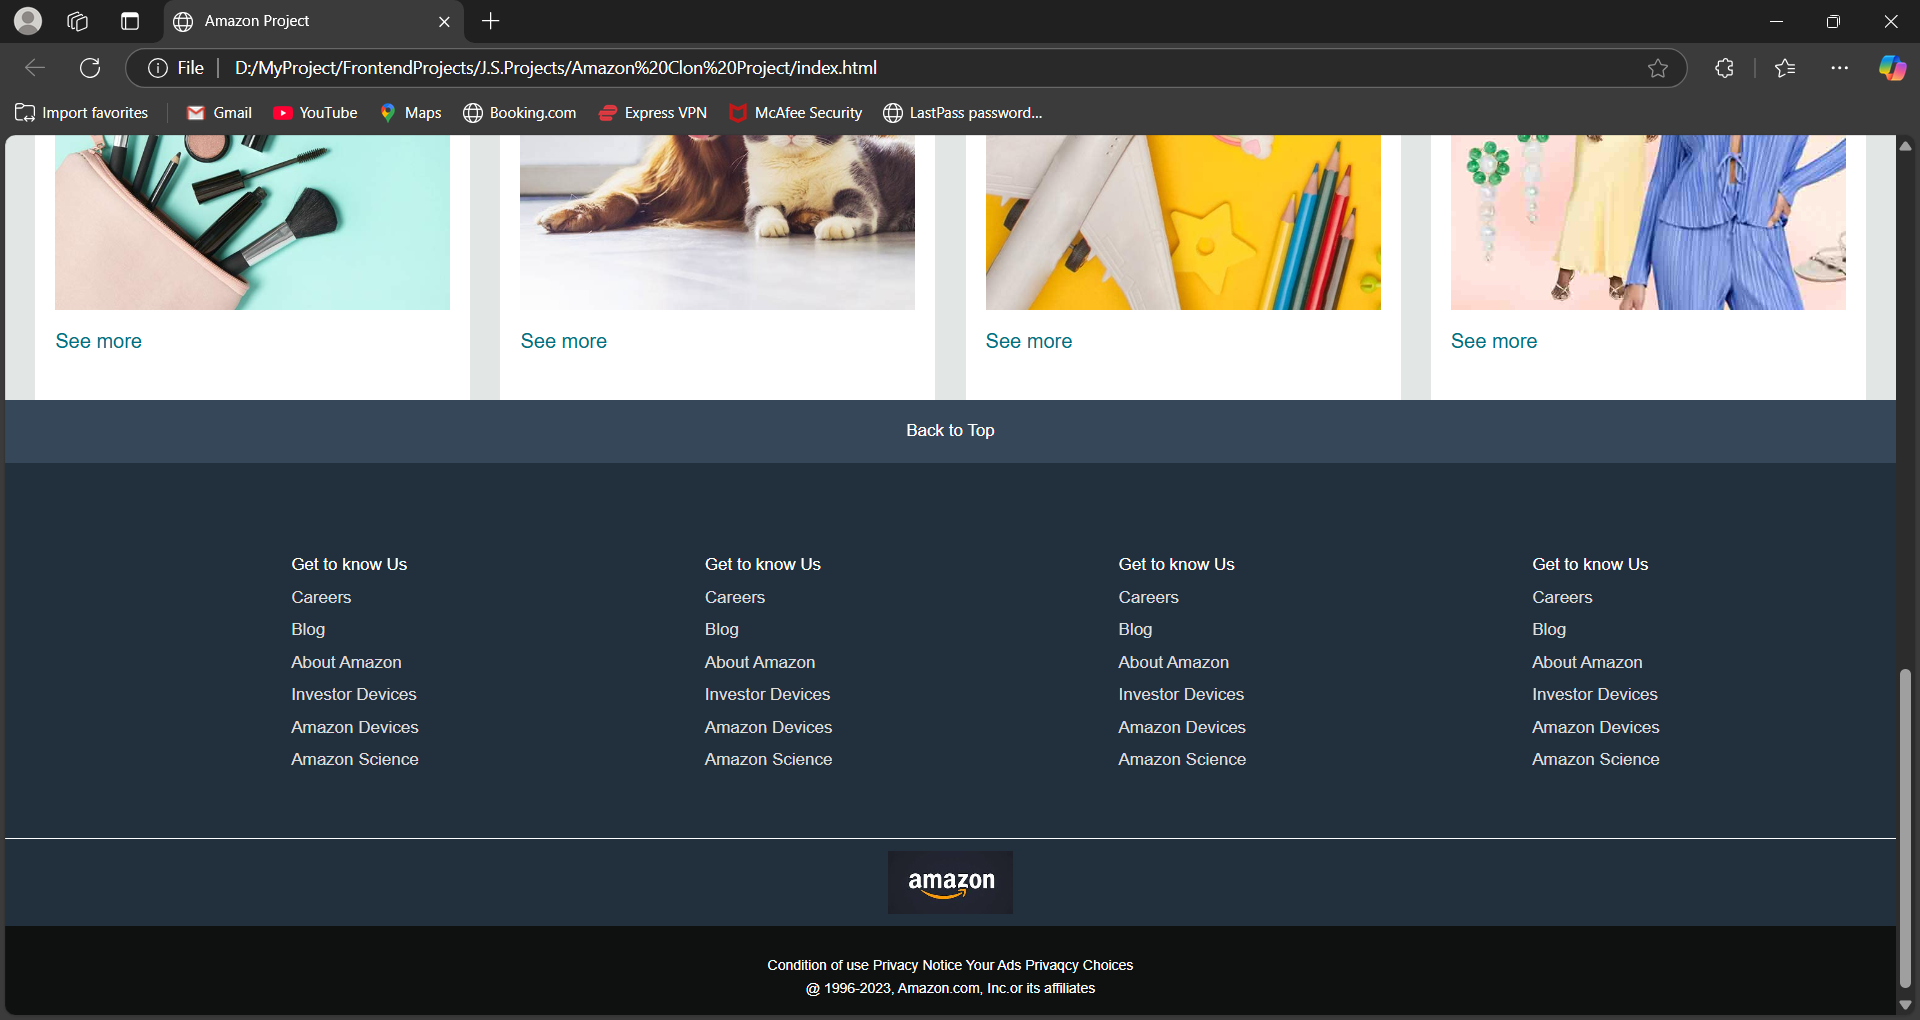 Amazon Project
File D:/MyProject/FrontendProjects/J.S.Projects/Amazon%20Clon%20Project/index.html
Import favorites Gmail YouTube Maps Booking.com Express VPN McAfee Security LastPass password...
See more See more See more See more
Back to Top
Get to know Us Get to know Us Get to know Us Get to know Us
Careers Careers Careers Careers
Blog Blog Blog Blog
About Amazon About Amazon About Amazon About Amazon
Investor Devices Investor Devices Investor Devices Investor Devices
Amazon Devices Amazon Devices Amazon Devices Amazon Devices
Amazon Science Amazon Science Amazon Science Amazon Science
amazon
Condition of use Privacy Notice Your Ads Privaqcy Choices
@ 1996-2023, Amazon.com, Inc.or its affiliates